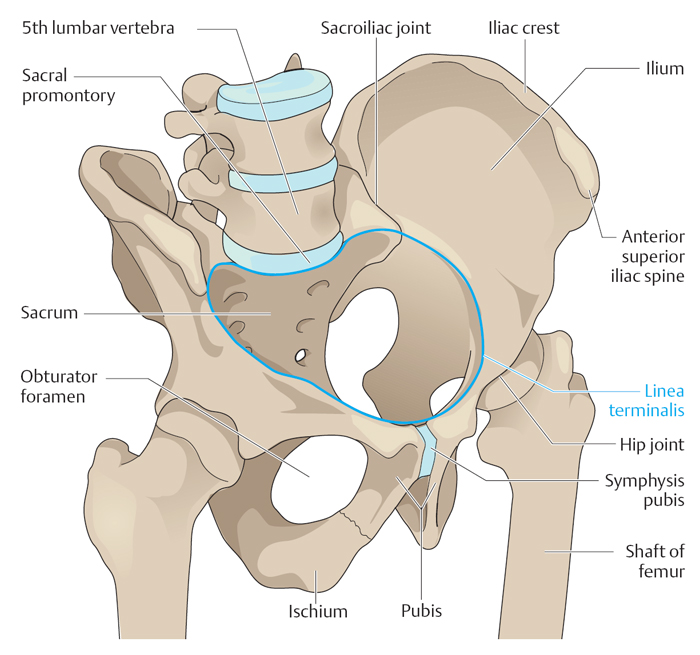 5th lumbar vertebra
Sacroiliac joint
Iliac crest
Sacral
promontory
Ilium
Anterior
superior
iliac spine
Sacrum
Obturator
foramen
Linea
terminalis
Hip joint
Symphysis
pubis
Shaft of
femur
Ischium
Pubis